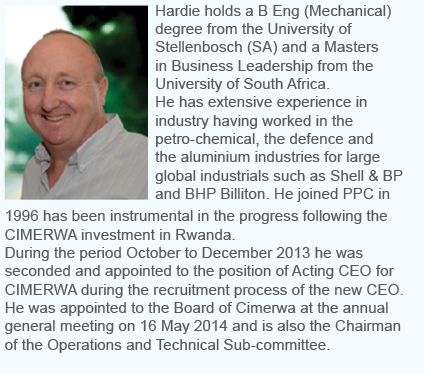 Hardie holds a B Eng (Mechanical)
degree from the University of
Stellenbosch (SA) and a Masters
in Business Leadership from the
University of South Africa.
He has extensive experience in
industry having worked in the
petro-chemical, the defence and
the aluminium industries for large
global industrials such as Shell & BP
and BHP Billiton. He joined PPC in
1996 has been instrumental in the progress following the
CIMERWA investment in Rwanda.
During the period October to December 2013 he was
seconded and appointed to the position of Acting CEO for
CIMERWA during the recruitment process of the new CEO.
He was appointed to the Board of Cimerwa at the annual
general meeting on 16 May 2014 and is also the Chairman
of the Operations and Technical Sub-committee.